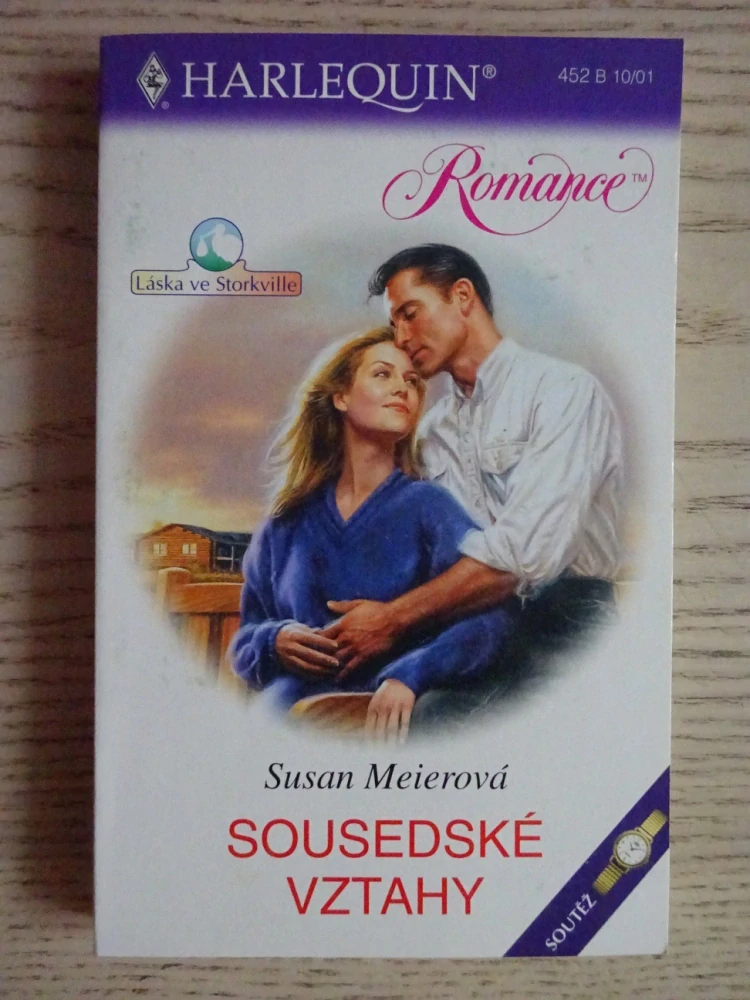 HARLEQUIN®
452 B 10/01
®
Romance™
Láska ve Storkville
Susan Meierová
SOUSEDSKÉ
VZTAHY
SOUTĚŽ